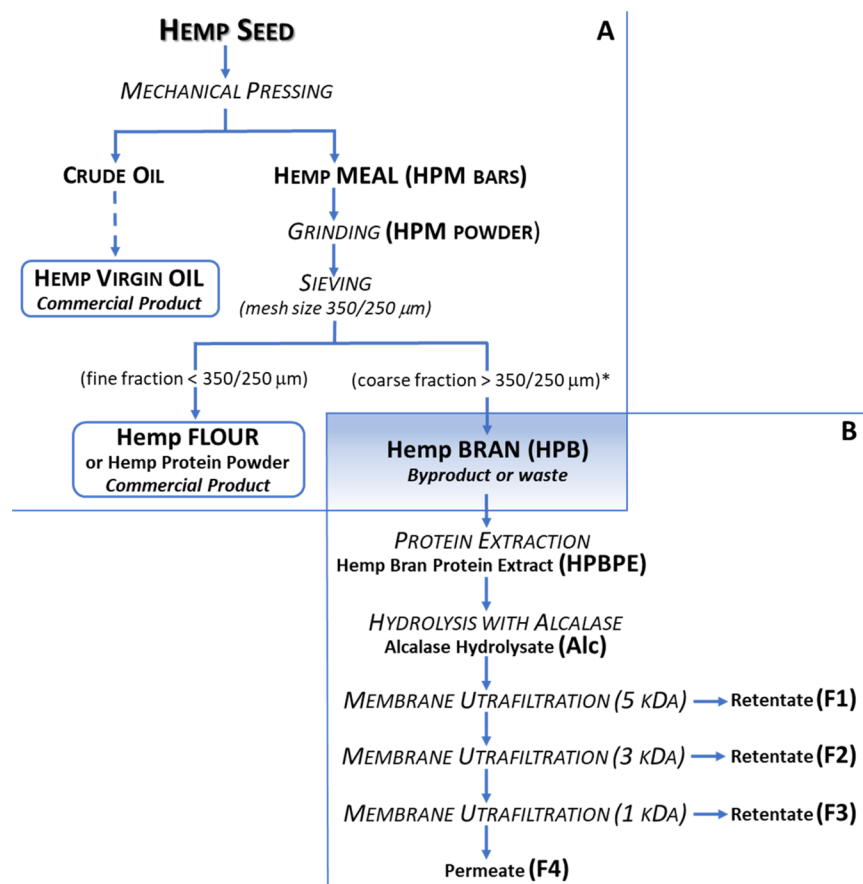 HEMP SEED
A
MECHANICAL PRESSING
CRUDE OIL
HEMP MEAL (HPM BARS)
GRINDING (HPM POWDER)
HEMP VIRGIN OIL
Commercial Product
SIEVING
(mesh size 350/250 μm)
(fine fraction < 350/250 μm)
(coarse fraction > 350/250 μm)*
Hemp FLOUR
or Hemp Protein Powder
Commercial Product
B
Hemp BRAN (HPB)
Byproduct or waste
PROTEIN EXTRACTION
Hemp Bran Protein Extract (HPBPE)
HYDROLYSIS WITH ALCALASE
Alcalase Hydrolysate (Alc)
MEMBRANE UTRAFILTRATION (5 KDA) Retentate (F1)
MEMBRANE UTRAFILTRATION (3 KDA) Retentate (F2)
MEMBRANE UTRAFILTRATION (1 KDA) Retentate (F3)
Permeate (F4)